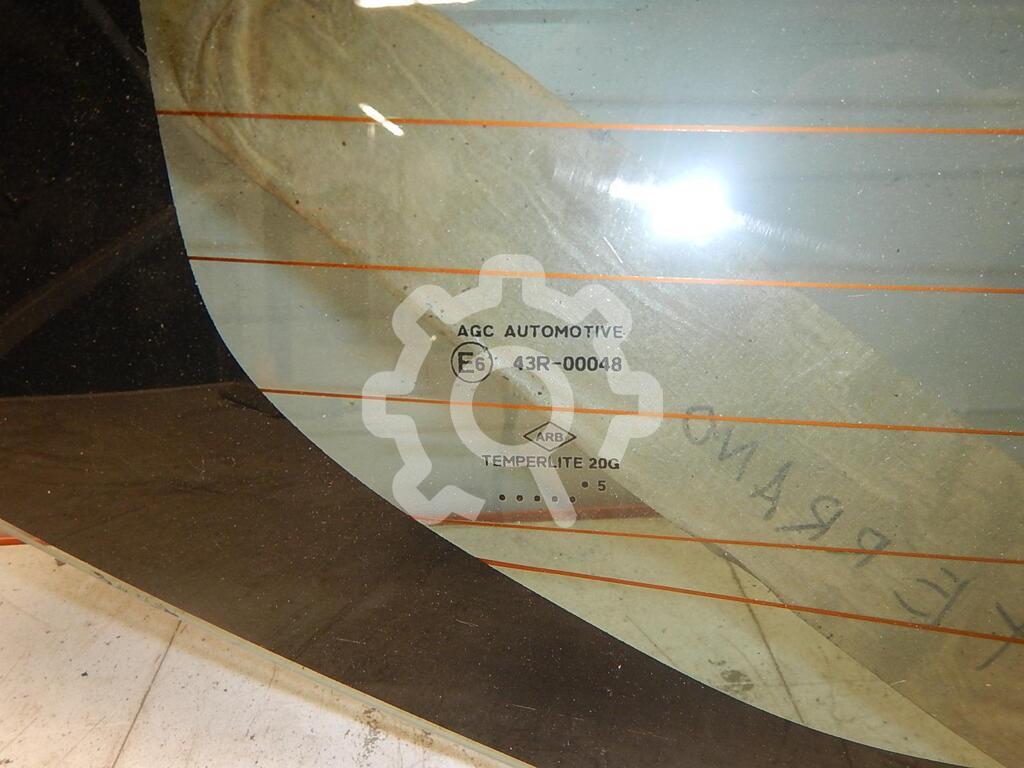 AGC AUTOMOTIVE
E6 43R-00048
ARB
TEMPERLITE 20G
..... • 5